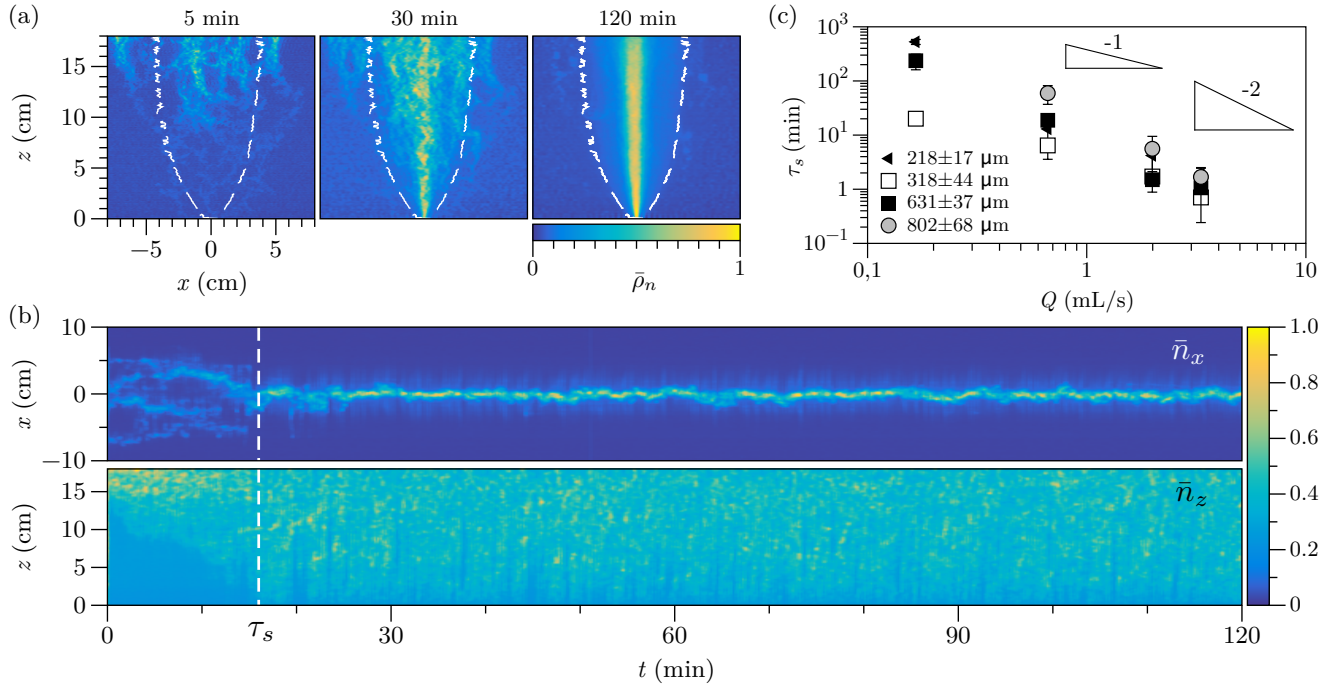 (a)
5 min
30 min
120 min
z (cm)
15
10
5
0
−5
0
5
x (cm)
0
1
ρ̄ₙ
(c)
τₛ (min)
10³
10²
10¹
1
10⁻¹
-1
-2
218±17 µm
318±44 µm
631±37 µm
802±68 µm
0,1
1
10
Q (mL/s)
(b)
x (cm)
10
0
−10
n̄ₓ
z (cm)
15
10
5
0
n̄_z
1.0
0.8
0.6
0.4
0.2
0
0
τₛ
30
60
90
120
t (min)